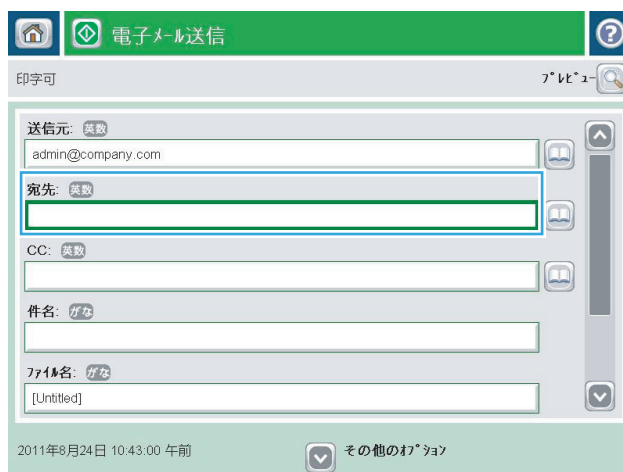 電子ﾒｰﾙ送信
印字可
ﾌﾟﾚﾋﾞｭｰ
送信元: 英数
admin@company.com
宛先: 英数
CC: 英数
件名: ｶﾞな
ﾌｧｲﾙ名: ｶﾞな
[Untitled]
2011年8月24日 10:43:00 午前
その他のｵﾌﾟｼｮﾝ